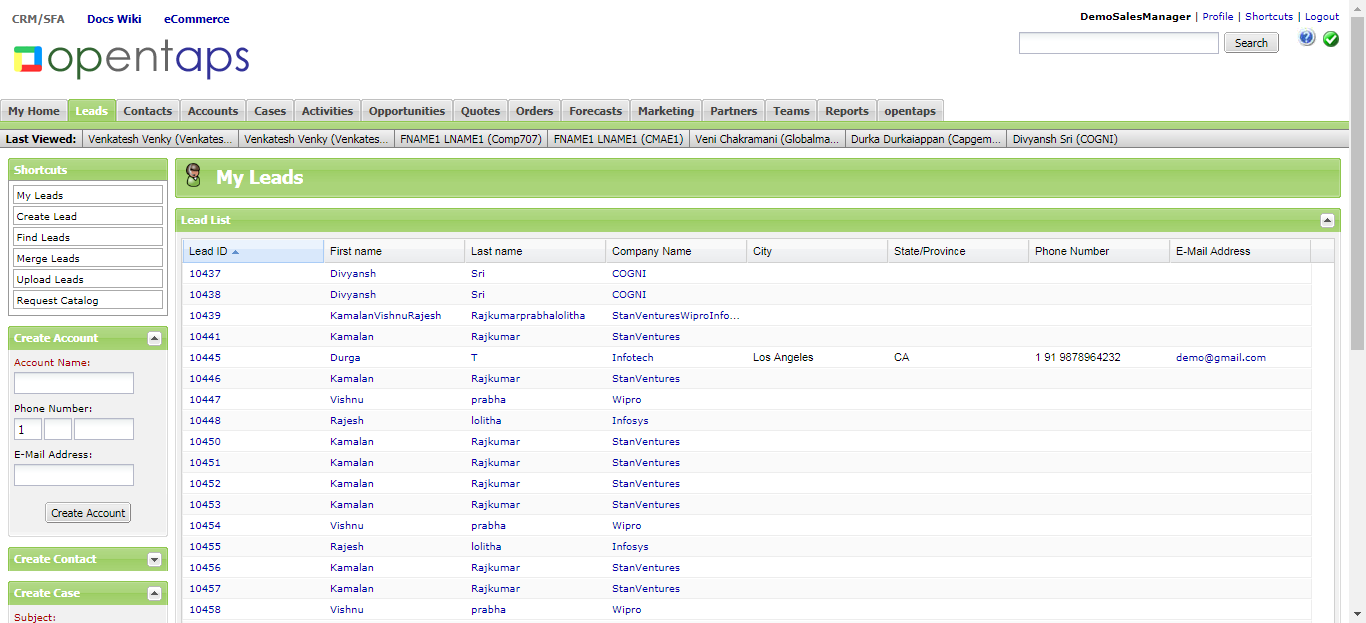 CRM/SFA Docs Wiki eCommerce
DemoSalesManager | Profile | Shortcuts | Logout
opentaps
Search
My Home Leads Contacts Accounts Cases Activities Opportunities Quotes Orders Forecasts Marketing Partners Teams Reports opentaps
Last Viewed: Venkatesh Venky (Venkates... Venkatesh Venky (Venkates... FNAME1 LNAME1 (Comp707) FNAME1 LNAME1 (CMAE1) Veni Chakramani (Globalma... Durka Durkaiappan (Capgem... Divyansh Sri (COGNI)
Shortcuts
My Leads
Create Lead
Find Leads
Merge Leads
Upload Leads
Request Catalog
Create Account
Account Name:
Phone Number:
1
E-Mail Address:
Create Account
Create Contact
Create Case
Subject:
My Leads
Lead List
Lead ID First name Last name Company Name City State/Province Phone Number E-Mail Address
10437 Divyansh Sri COGNI
10438 Divyansh Sri COGNI
10439 KamalanVishnuRajesh Rajkumarprabhalolitha StanVenturesWiproInfo...
10441 Kamalan Rajkumar StanVentures
10445 Durga T Infotech Los Angeles CA 1 91 9878964232 demo@gmail.com
10446 Kamalan Rajkumar StanVentures
10447 Vishnu prabha Wipro
10448 Rajesh lolitha Infosys
10450 Kamalan Rajkumar StanVentures
10451 Kamalan Rajkumar StanVentures
10452 Kamalan Rajkumar StanVentures
10453 Kamalan Rajkumar StanVentures
10454 Vishnu prabha Wipro
10455 Rajesh lolitha Infosys
10456 Kamalan Rajkumar StanVentures
10457 Kamalan Rajkumar StanVentures
10458 Vishnu prabha Wipro